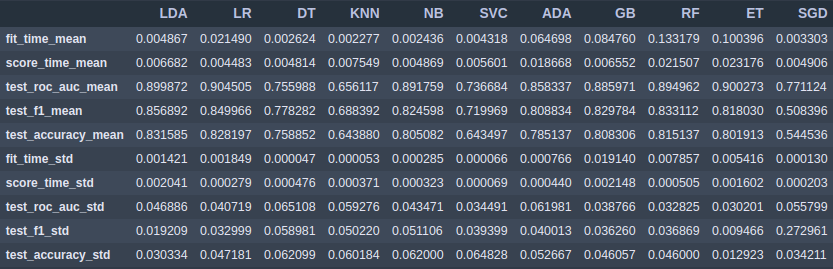 LDA LR DT KNN NB SVC ADA GB RF ET SGD
fit_time_mean 0.004867 0.021490 0.002624 0.002277 0.002436 0.004318 0.064698 0.084760 0.133179 0.100396 0.003303
score_time_mean 0.006682 0.004483 0.004814 0.007549 0.004869 0.005601 0.018668 0.006552 0.021507 0.023176 0.004906
test_roc_auc_mean 0.899872 0.904505 0.755988 0.656117 0.891759 0.736684 0.858337 0.885971 0.894962 0.900273 0.771124
test_f1_mean 0.856892 0.849966 0.778282 0.688392 0.824598 0.719969 0.808834 0.829784 0.833112 0.818030 0.508396
test_accuracy_mean 0.831585 0.828197 0.758852 0.643880 0.805082 0.643497 0.785137 0.808306 0.815137 0.801913 0.544536
fit_time_std 0.001421 0.001849 0.000047 0.000053 0.000285 0.000066 0.000766 0.019140 0.007857 0.005416 0.000130
score_time_std 0.002041 0.000279 0.000476 0.000371 0.000323 0.000069 0.000440 0.002148 0.000505 0.001602 0.000203
test_roc_auc_std 0.046886 0.040719 0.065108 0.059276 0.043471 0.034491 0.061981 0.038766 0.032825 0.030201 0.055799
test_f1_std 0.019209 0.032999 0.058981 0.050220 0.051106 0.039399 0.040013 0.036260 0.036869 0.009466 0.272961
test_accuracy_std 0.030334 0.047181 0.062099 0.060184 0.062000 0.064828 0.052667 0.046057 0.046000 0.012923 0.034211